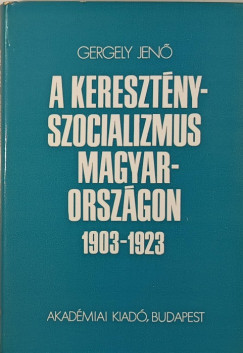 GERGELY JENŐ
A KERESZTÉNY-
SZOCIALIZMUS
MAGYAR-
ORSZÁGON
1903-1923
AKADÉMIAI KIADÓ, BUDAPEST